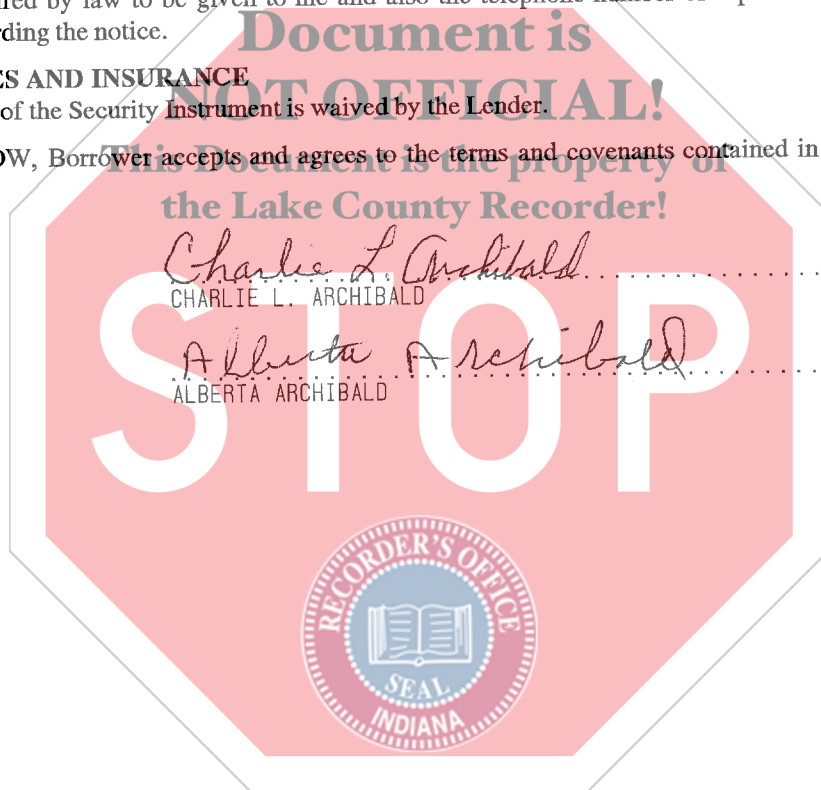 by law to be given to me and also the telephone
rding the notice.
Document is
ES AND INSURANCE
NOT OFFICIAL!
of the Security Instrument is waived by the Lender.
OW, Borrower accepts and agrees to the terms and covenants contained in
This Document is the property of
the Lake County Recorder!
Charlie L. Archibald
CHARLIE L. ARCHIBALD
Alberta Archibald
ALBERTA ARCHIBALD
STOP
RECORDER'S OFFICE
SEAL
INDIANA